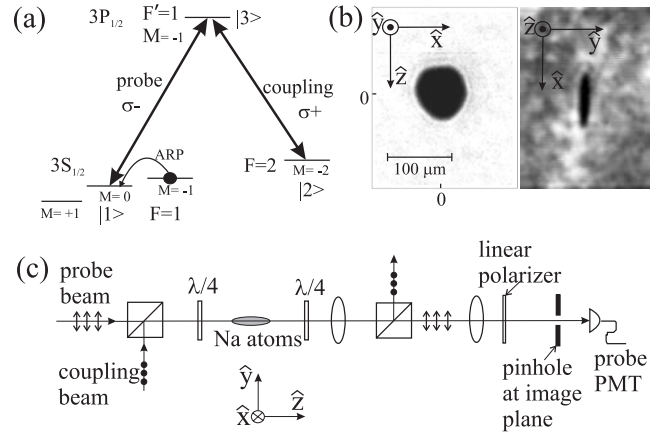 (a)
3P1/2
F'=1
M= -1
|3>
probe
σ-
coupling
σ+
3S1/2
ARP
M= 0
M= -1
M= +1
|1>
F=1
F=2
M= -2
|2>
(b)
ŷ
x̂
ẑ
0
100 μm
0
ẑ
ŷ
x̂
(c)
probe
beam
λ/4
λ/4
linear
polarizer
Na atoms
coupling
beam
ŷ
x̂
ẑ
pinhole
at image
plane
probe
PMT